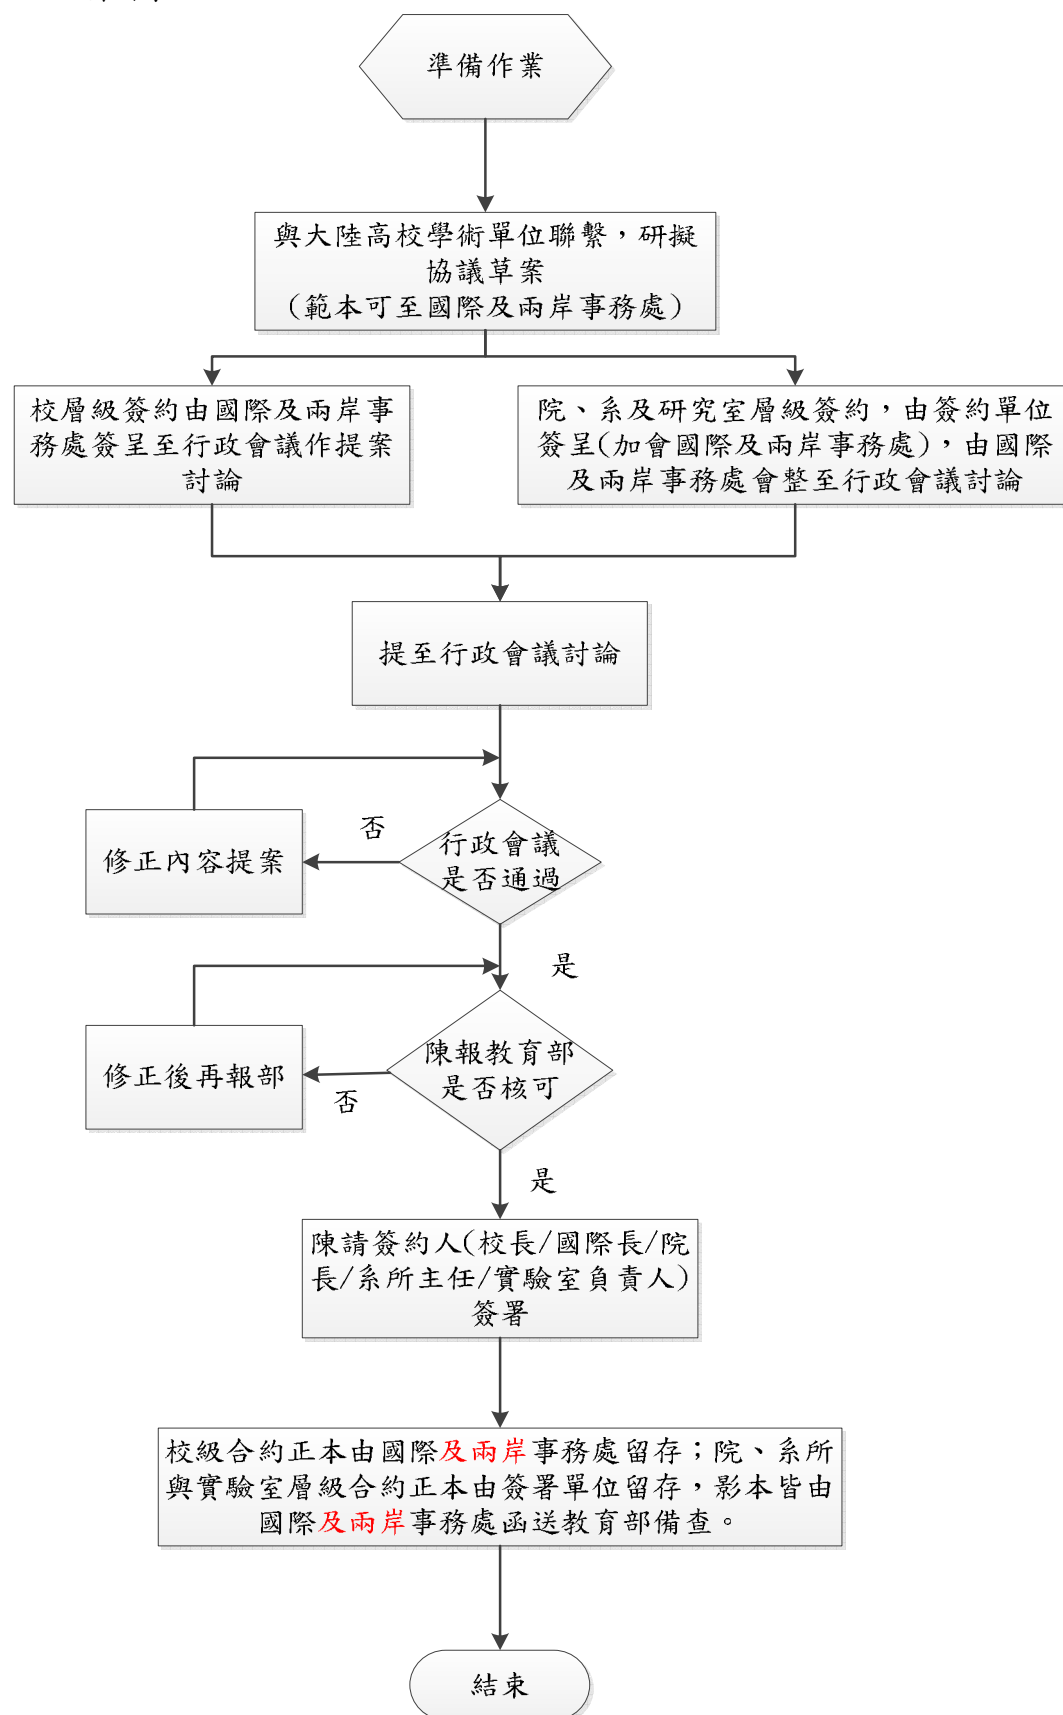 準備作業
與大陸高校學術單位聯繫，研擬
協議草案
(範本可至國際及兩岸事務處)
校層級簽約由國際及兩岸事
務處簽呈至行政會議作提案
討論
院、系及研究室層級簽約，由簽約單位
簽呈(加會國際及兩岸事務處)，由國際
及兩岸事務處會整至行政會議討論
提至行政會議討論
否
行政會議
是否通過
修正內容提案
是
陳報教育部
是否核可
修正後再報部
否
是
陳請簽約人(校長/國際長/院
長/系所主任/實驗室負責人)
簽署
校級合約正本由國際及兩岸事務處留存；院、系所
與實驗室層級合約正本由簽署單位留存，影本皆由
國際及兩岸事務處函送教育部備查。
結束